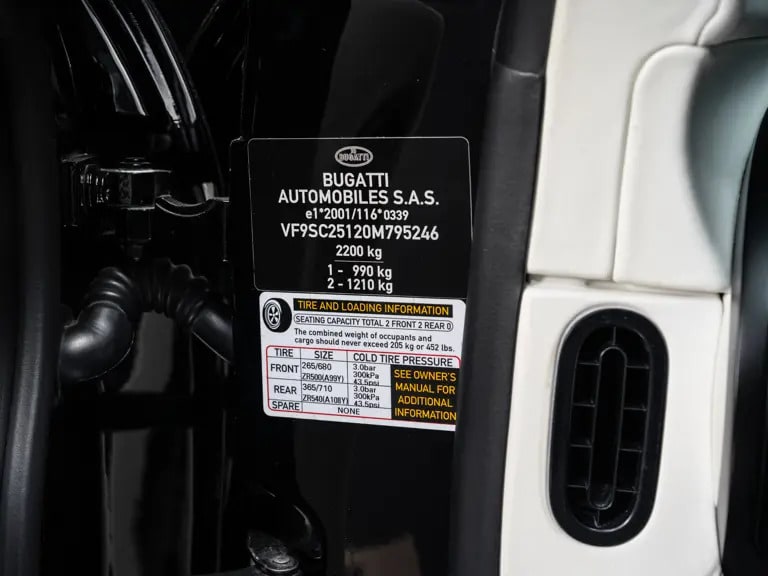 BUGATTI
BUGATTI
AUTOMOBILES S.A.S.
e1*2001/116*0339
VF9SC25120M795246
2200 kg
1 - 990 kg
2 - 1210 kg
TIRE AND LOADING INFORMATION
SEATING CAPACITY TOTAL 2 FRONT 2 REAR 0
The combined weight of occupants and
cargo should never exceed 205 kg or 452 lbs.
TIRE SIZE COLD TIRE PRESSURE
FRONT 265/680 ZR500(A99Y) 3.0bar 300kPa 43.5psi
REAR 365/710 ZR540(A108Y) 3.0bar 300kPa 43.5psi
SPARE NONE
SEE OWNER'S
MANUAL FOR
ADDITIONAL
INFORMATION